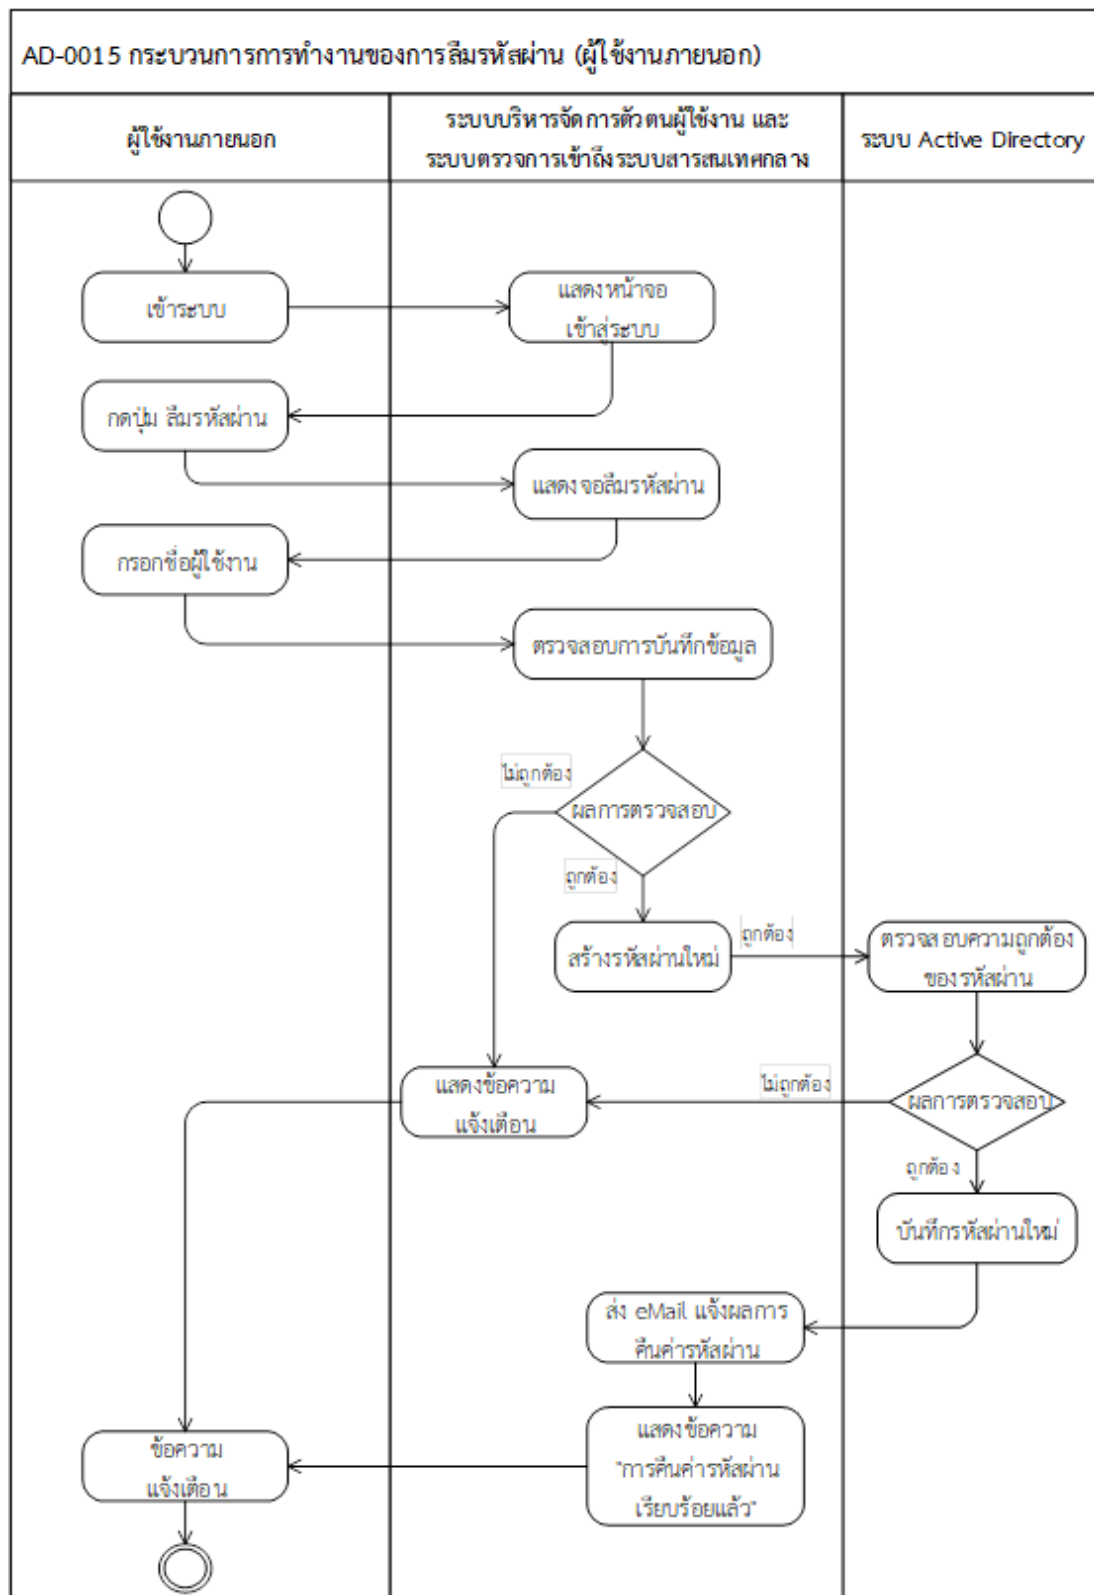 AD-0015 กระบวนการการทำงานของการลืมรหัสผ่าน (ผู้ใช้งานภายนอก)
ผู้ใช้งานภายนอก
ระบบบริหารจัดการตัวตนผู้ใช้งาน และ
ระบบตรวจการเข้าถึงระบบสารสนเทศกลาง
ระบบ Active Directory
เข้าระบบ
แสดงหน้าจอ
เข้าสู่ระบบ
กดปุ่ม ลืมรหัสผ่าน
แสดงจอลืมรหัสผ่าน
กรอกชื่อผู้ใช้งาน
ตรวจสอบการบันทึกข้อมูล
ไม่ถูกต้อง
ผลการตรวจสอบ
ถูกต้อง
สร้างรหัสผ่านใหม่
ถูกต้อง
ตรวจสอบความถูกต้อง
ของรหัสผ่าน
แสดงข้อความ
แจ้งเตือน
ไม่ถูกต้อง
ผลการตรวจสอบ
ถูกต้อง
บันทึกรหัสผ่านใหม่
ส่ง eMail แจ้งผลการ
คืนค่ารหัสผ่าน
แสดงข้อความ
"การคืนค่ารหัสผ่าน
เรียบร้อยแล้ว"
ข้อความ
แจ้งเตือน